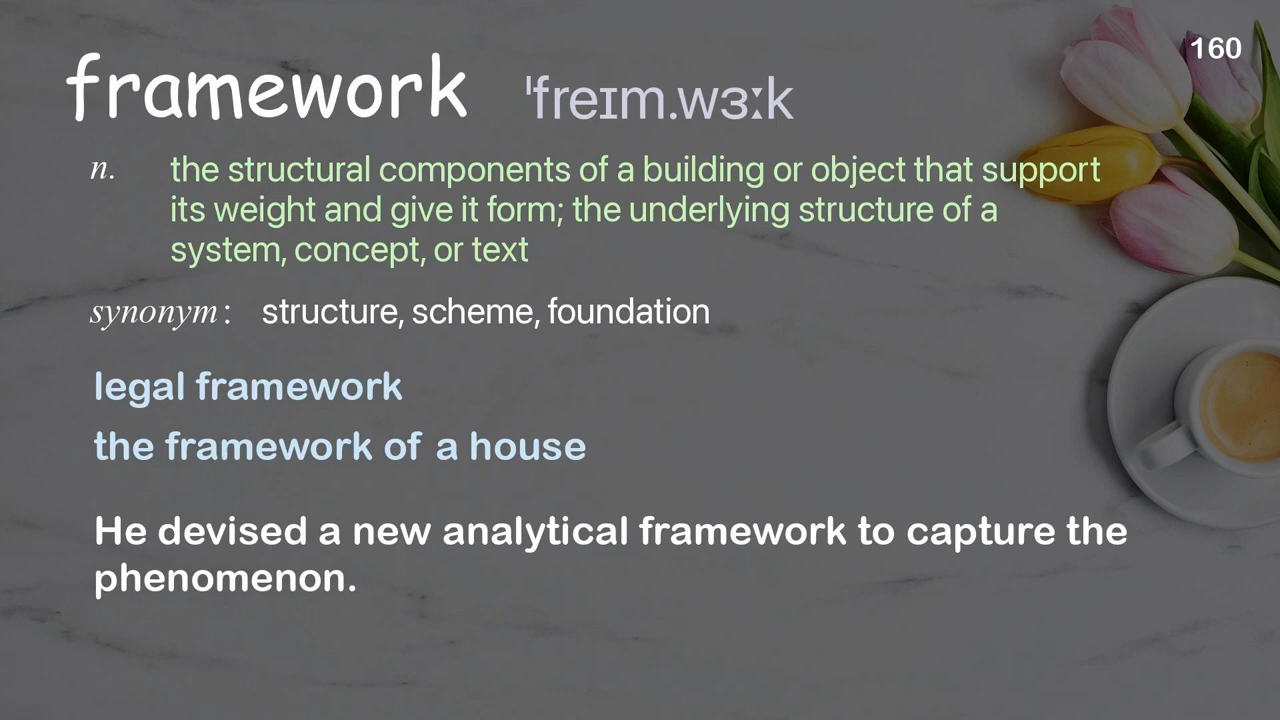 160
framework ˈfreɪm.wɜːk
n. the structural components of a building or object that support
its weight and give it form; the underlying structure of a
system, concept, or text
synonym: structure, scheme, foundation
legal framework
the framework of a house
He devised a new analytical framework to capture the
phenomenon.